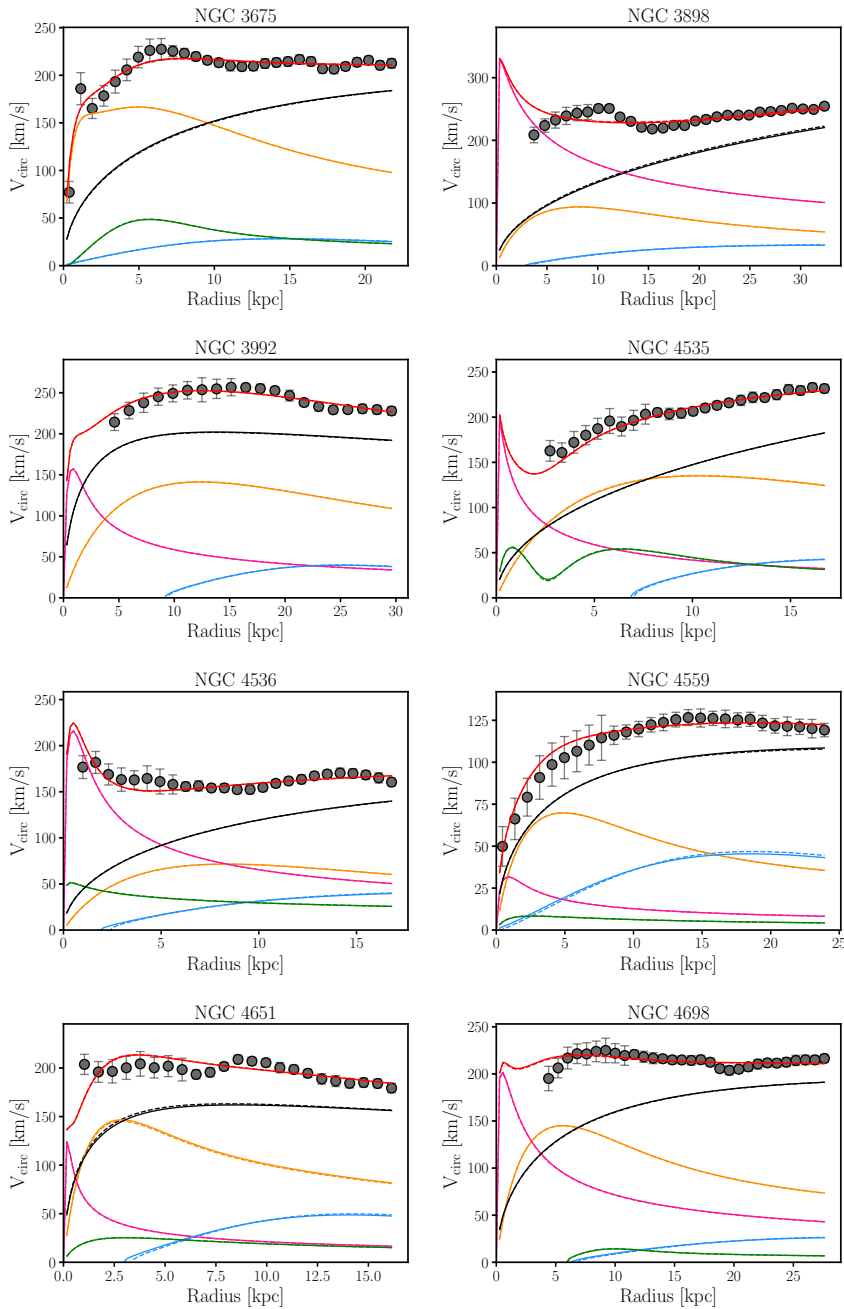 NGC 3675
NGC 3898
250
200
150
100
50
0
V_circ [km/s]
0 5 10 15 20
Radius [kpc]
300
200
100
0
V_circ [km/s]
0 5 10 15 20 25 30
Radius [kpc]
NGC 3992
NGC 4535
250
200
150
100
50
0
V_circ [km/s]
0 5 10 15 20 25 30
Radius [kpc]
250
200
150
100
50
0
V_circ [km/s]
0 5 10 15
Radius [kpc]
NGC 4536
NGC 4559
250
200
150
100
50
0
V_circ [km/s]
0 5 10 15
Radius [kpc]
125
100
75
50
25
0
V_circ [km/s]
0 5 10 15 20 25
Radius [kpc]
NGC 4651
NGC 4698
200
150
100
50
0
V_circ [km/s]
0.0 2.5 5.0 7.5 10.0 12.5 15.0
Radius [kpc]
250
200
150
100
50
0
V_circ [km/s]
0 5 10 15 20 25
Radius [kpc]